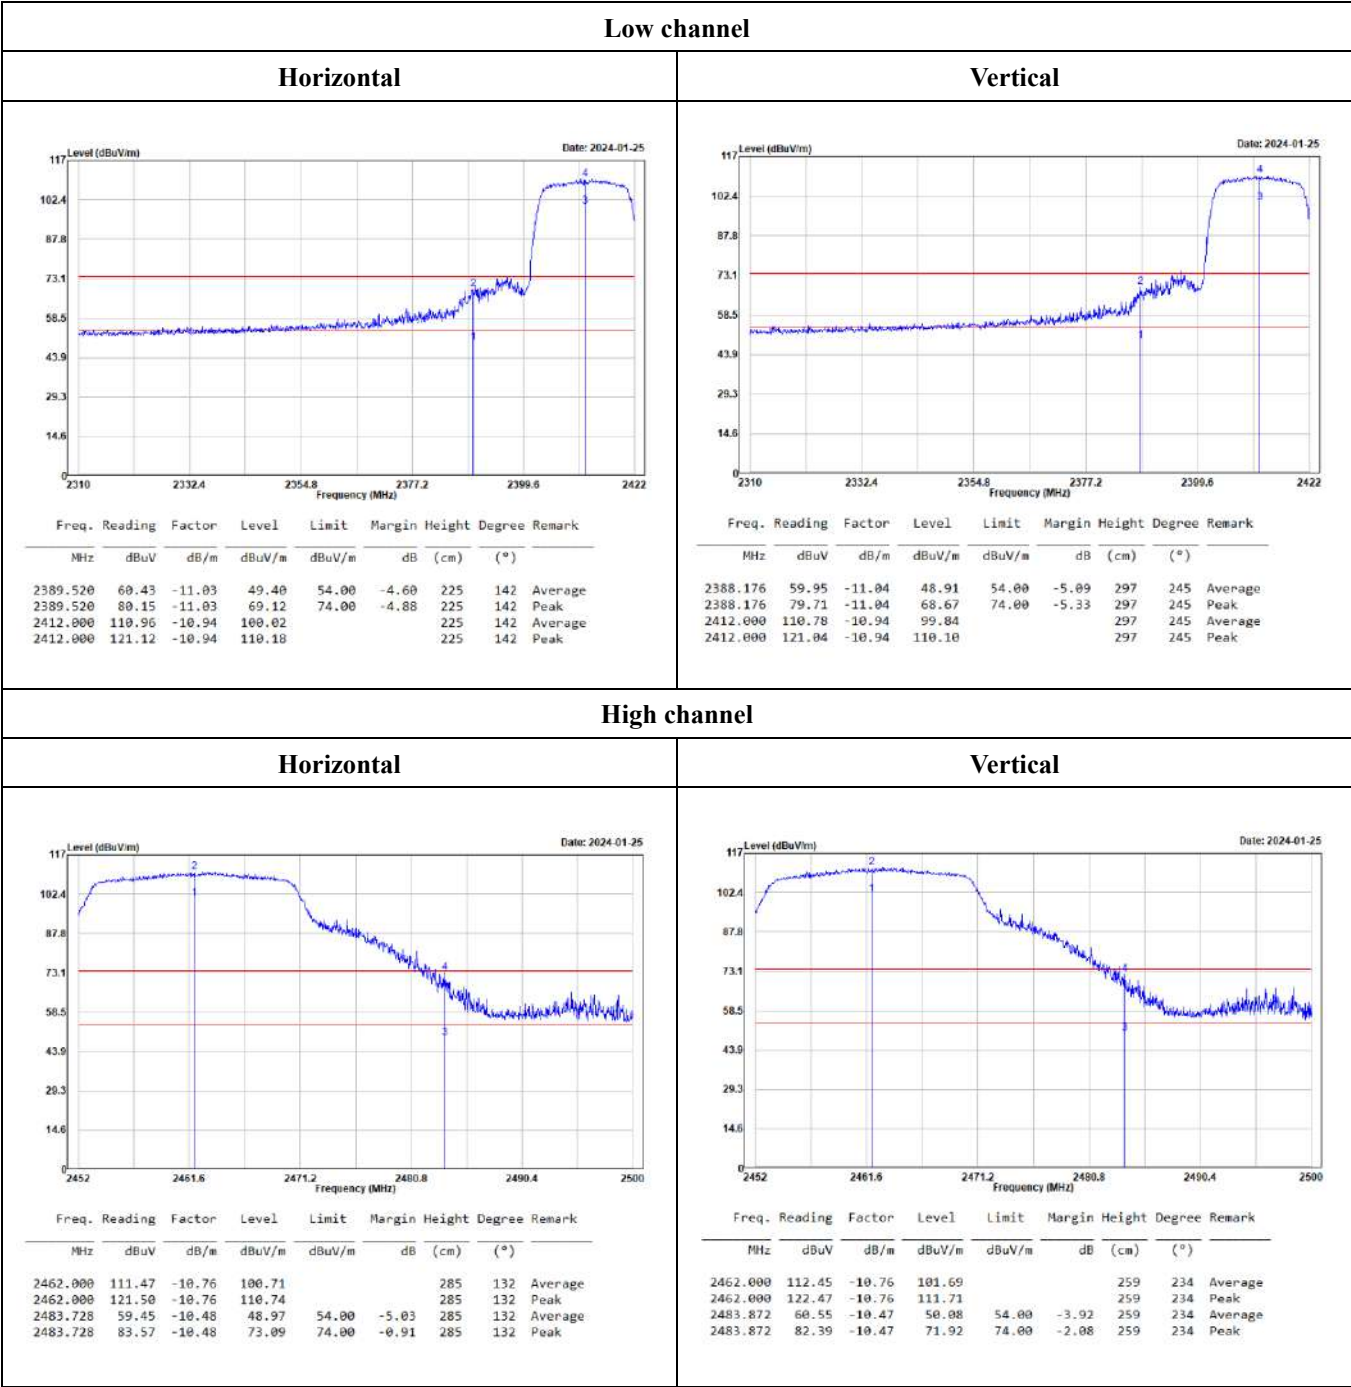 Low channel
Horizontal Vertical
Level (dBuV/m) Date: 2024-01-25
117
102.4
87.8
73.1
58.5
43.9
29.3
14.6
0
4
3
2
1
2310 2332.4 2354.8 2377.2 2399.6 2422
Frequency (MHz)
Freq. Reading Factor Level Limit Margin Height Degree Remark
MHz dBuV dB/m dBuV/m dBuV/m dB (cm) (°)
2389.520 60.43 -11.03 49.40 54.00 -4.60 225 142 Average
2389.520 80.15 -11.03 69.12 74.00 -4.88 225 142 Peak
2412.000 110.96 -10.94 100.02 225 142 Average
2412.000 121.12 -10.94 110.18 225 142 Peak
Level (dBuV/m) Date: 2024-01-25
117
102.4
87.8
73.1
58.5
43.9
29.3
14.6
0
4
3
2
1
2310 2332.4 2354.8 2377.2 2399.6 2422
Frequency (MHz)
Freq. Reading Factor Level Limit Margin Height Degree Remark
MHz dBuV dB/m dBuV/m dBuV/m dB (cm) (°)
2388.176 59.95 -11.04 48.91 54.00 -5.09 297 245 Average
2388.176 79.71 -11.04 68.67 74.00 -5.33 297 245 Peak
2412.000 110.78 -10.94 99.84 297 245 Average
2412.000 121.04 -10.94 110.10 297 245 Peak
High channel
Horizontal Vertical
Level (dBuV/m) Date: 2024-01-25
117
102.4
87.8
73.1
58.5
43.9
29.3
14.6
0
2
1
4
3
2452 2461.6 2471.2 2480.8 2490.4 2500
Frequency (MHz)
Freq. Reading Factor Level Limit Margin Height Degree Remark
MHz dBuV dB/m dBuV/m dBuV/m dB (cm) (°)
2462.000 111.47 -10.76 100.71 285 132 Average
2462.000 121.50 -10.76 110.74 285 132 Peak
2483.728 59.45 -10.48 48.97 54.00 -5.03 285 132 Average
2483.728 83.57 -10.48 73.09 74.00 -0.91 285 132 Peak
Level (dBuV/m) Date: 2024-01-25
117
102.4
87.8
73.1
58.5
43.9
29.3
14.6
0
2
1
4
3
2452 2461.6 2471.2 2480.8 2490.4 2500
Frequency (MHz)
Freq. Reading Factor Level Limit Margin Height Degree Remark
MHz dBuV dB/m dBuV/m dBuV/m dB (cm) (°)
2462.000 112.45 -10.76 101.69 259 234 Average
2462.000 122.47 -10.76 111.71 259 234 Peak
2483.872 60.55 -10.47 50.08 54.00 -3.92 259 234 Average
2483.872 82.39 -10.47 71.92 74.00 -2.08 259 234 Peak